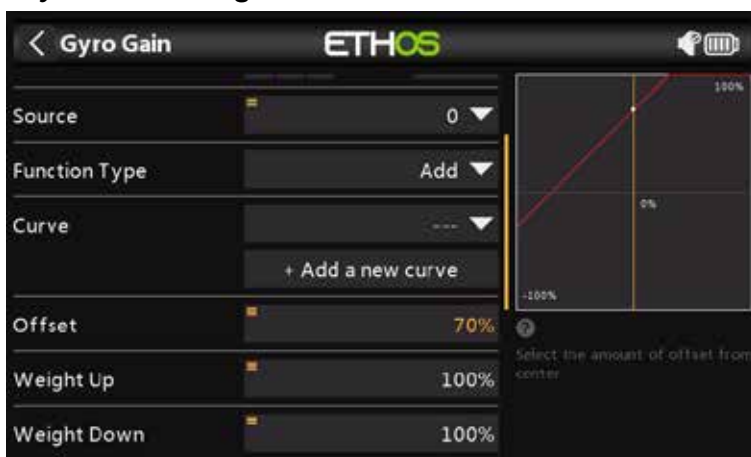 Gyro Gain
ETHOS
Source 0
Function Type Add
Curve ---
+ Add a new curve
Offset 70%
Weight Up 100%
Weight Down 100%
100%
0%
-100%
Select the amount of offset from
center